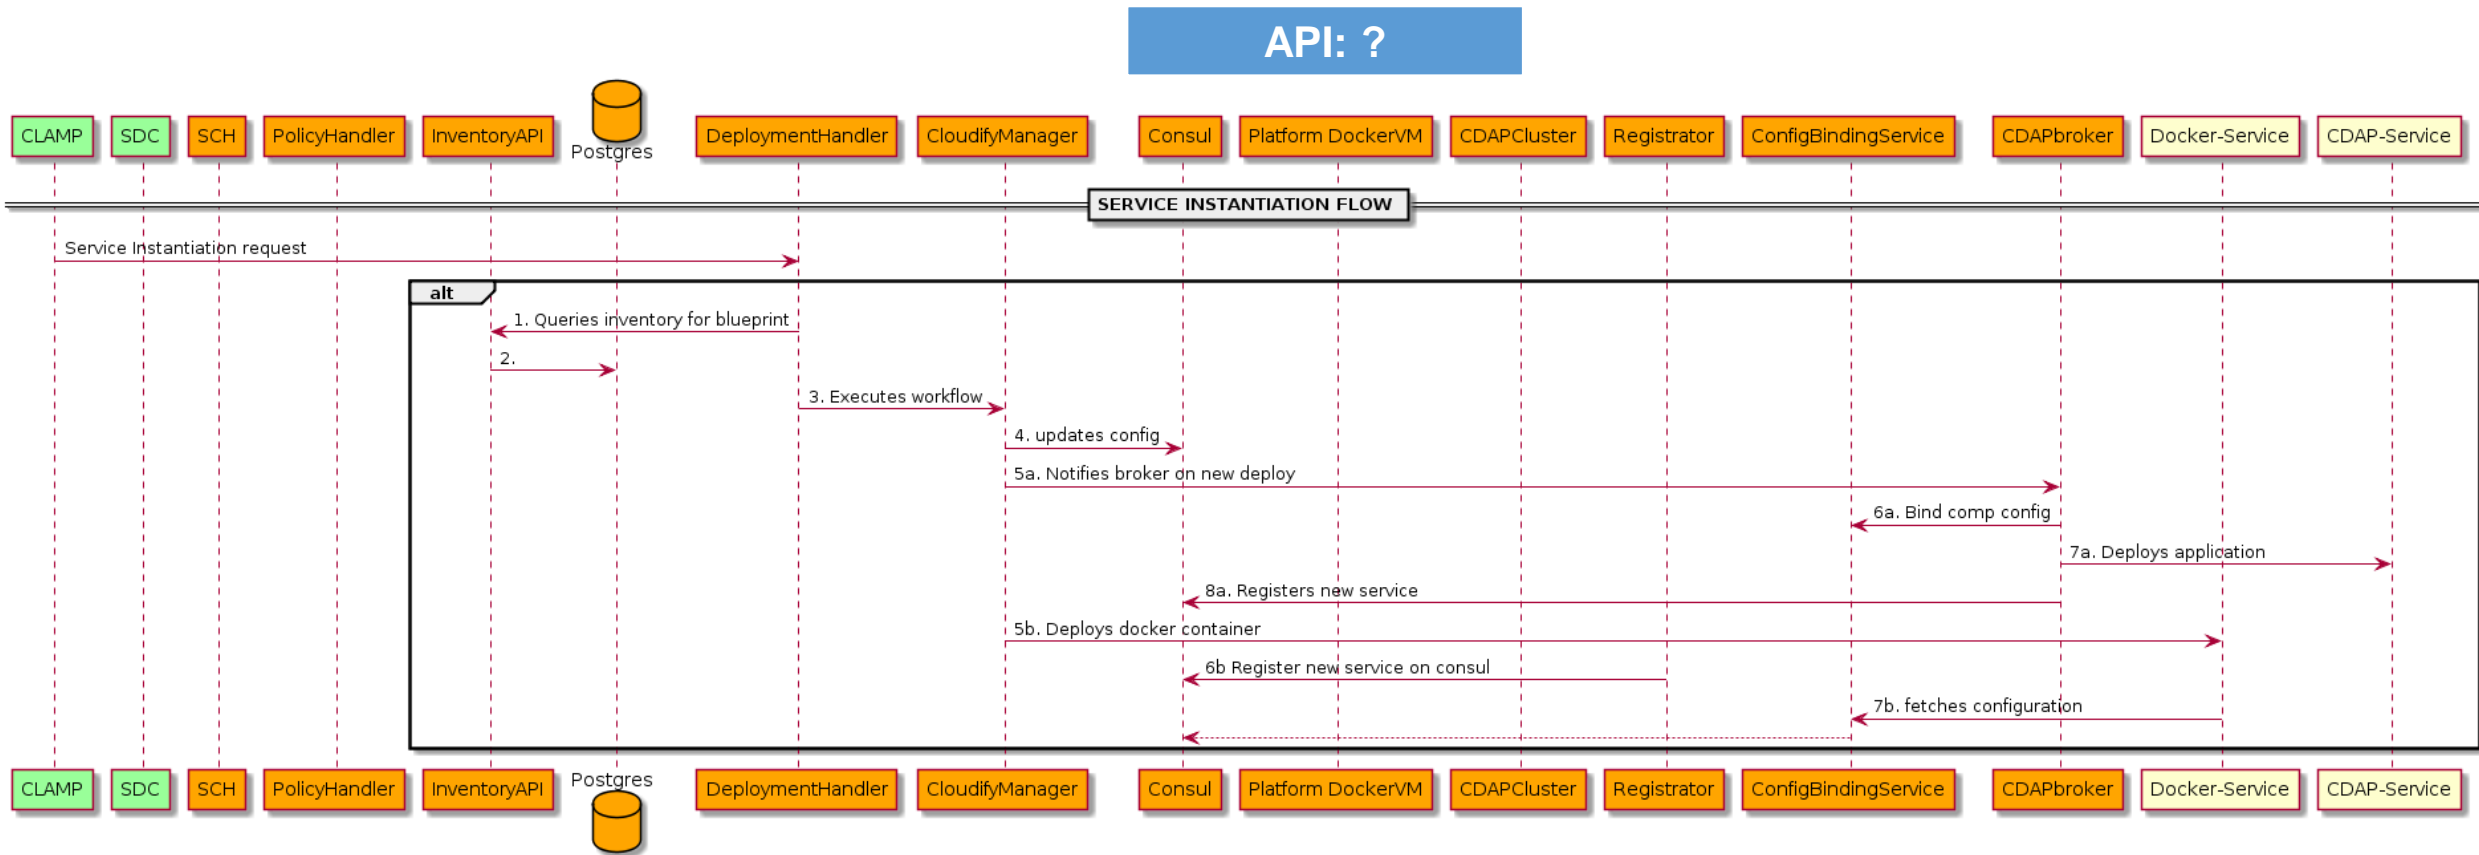 API: ?
CLAMP
SDC
SCH
PolicyHandler
InventoryAPI
Postgres
DeploymentHandler
CloudifyManager
Consul
Platform DockerVM
CDAPCluster
Registrator
ConfigBindingService
CDAPbroker
Docker-Service
CDAP-Service
SERVICE INSTANTIATION FLOW
Service Instantiation request
alt
1. Queries inventory for blueprint
2.
3. Executes workflow
4. updates config
5a. Notifies broker on new deploy
6a. Bind comp config
7a. Deploys application
8a. Registers new service
5b. Deploys docker container
6b Register new service on consul
7b. fetches configuration
CLAMP
SDC
SCH
PolicyHandler
InventoryAPI
Postgres
DeploymentHandler
CloudifyManager
Consul
Platform DockerVM
CDAPCluster
Registrator
ConfigBindingService
CDAPbroker
Docker-Service
CDAP-Service